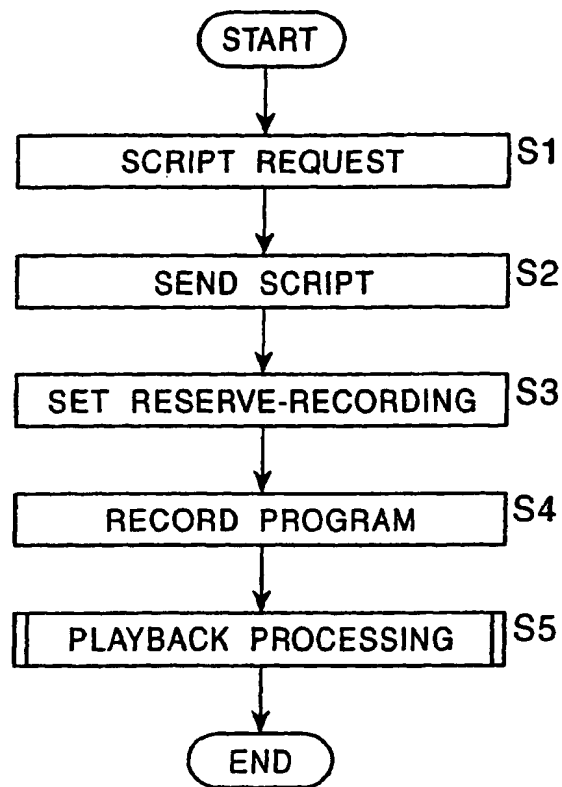 START
SCRIPT REQUEST S1
SEND SCRIPT S2
SET RESERVE-RECORDING S3
RECORD PROGRAM S4
PLAYBACK PROCESSING S5
END